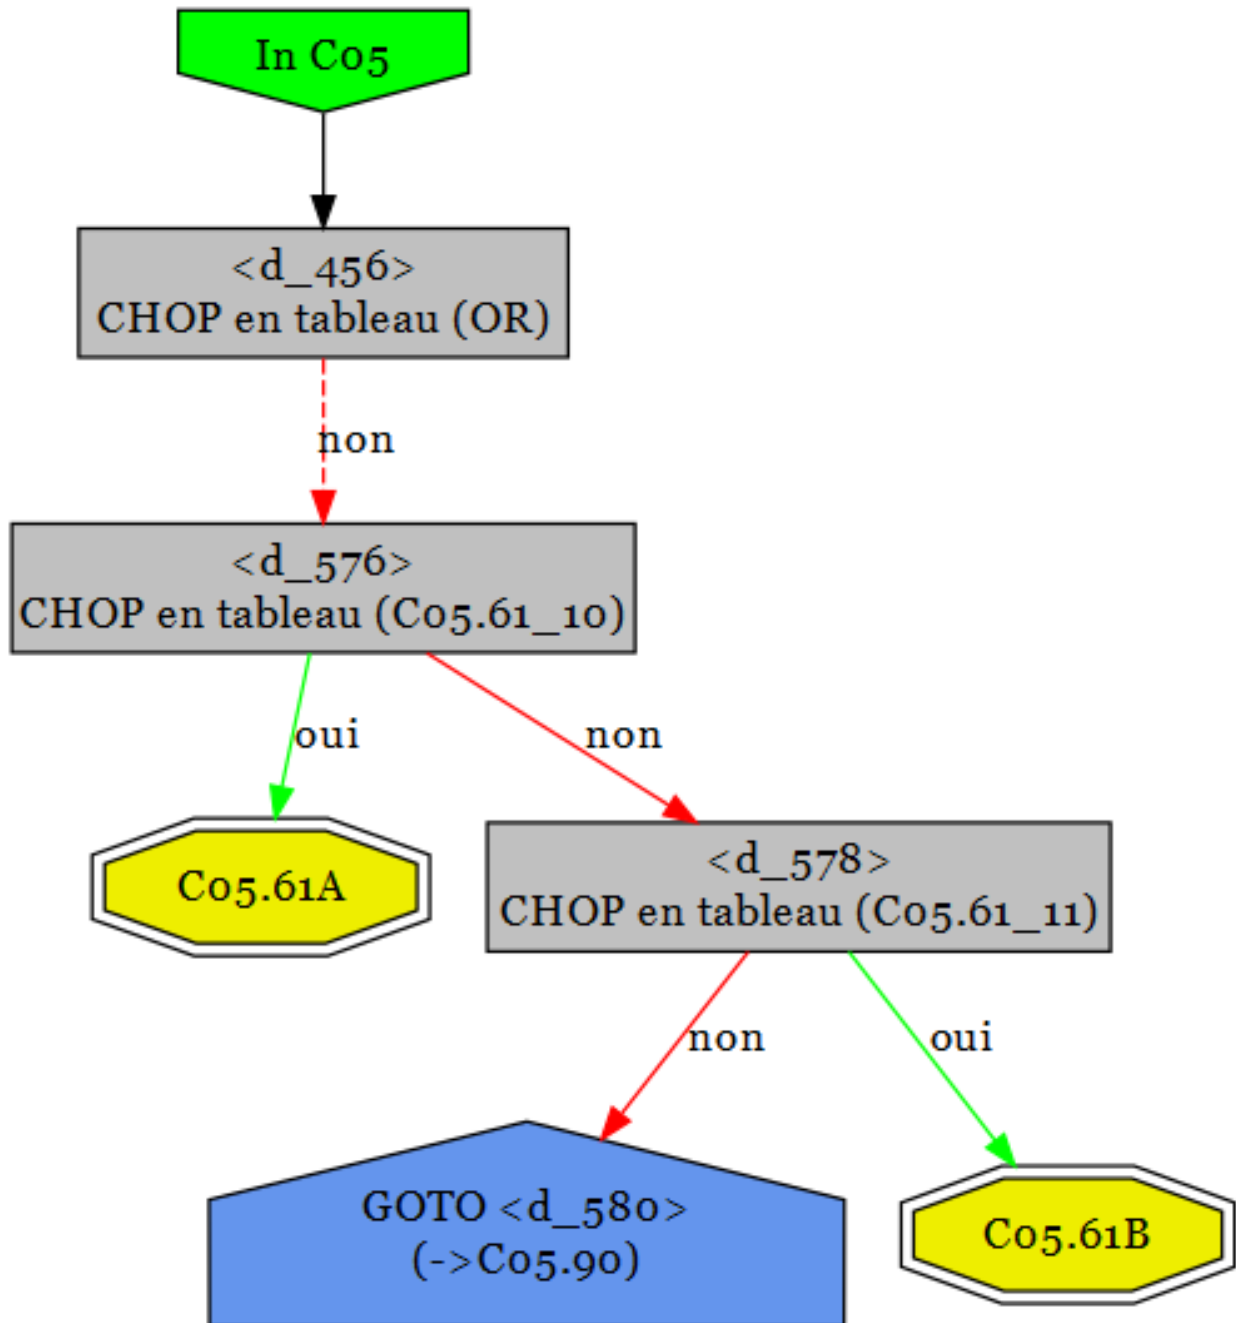 In C05
<d_456>
CHOP en tableau (OR)
non
<d_576>
CHOP en tableau (C05.61_10)
oui
non
C05.61A
<d_578>
CHOP en tableau (C05.61_11)
non
oui
GOTO <d_580>
(->C05.90)
C05.61B